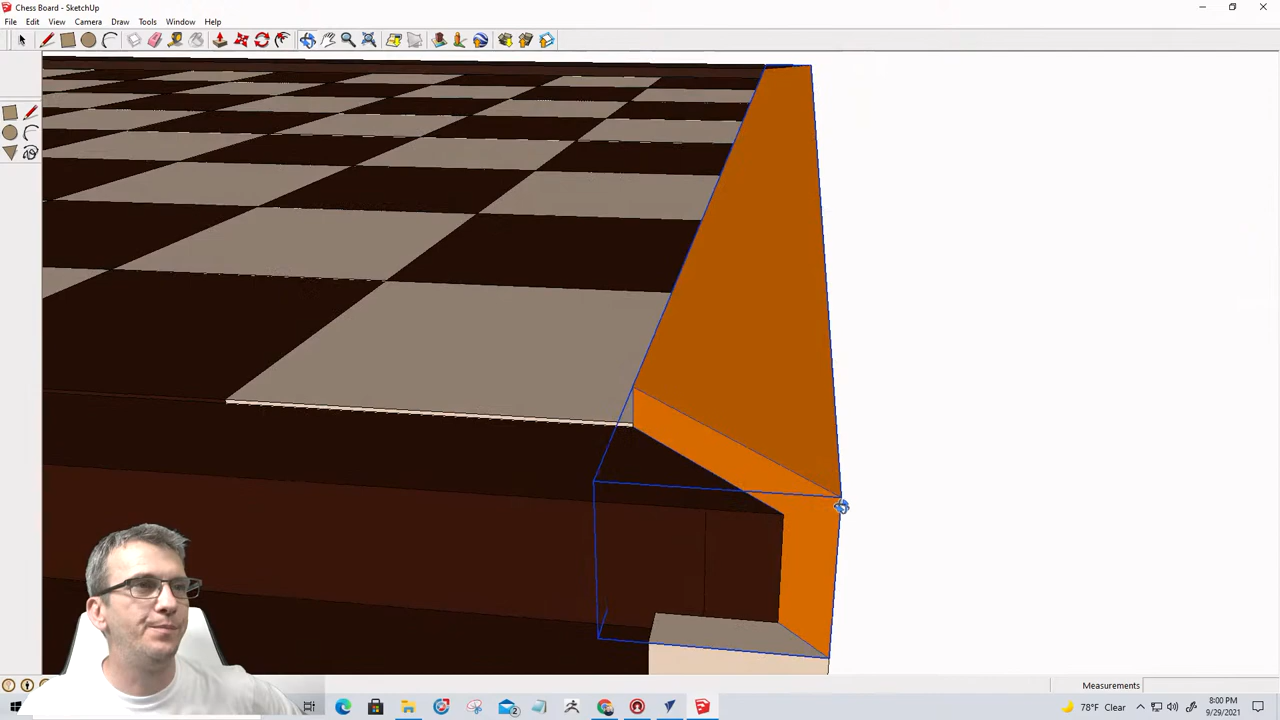 Chess Board - SketchUp
File Edit View Camera Draw Tools Window Help
Measurements
78°F Clear
8:00 PM
9/29/2021